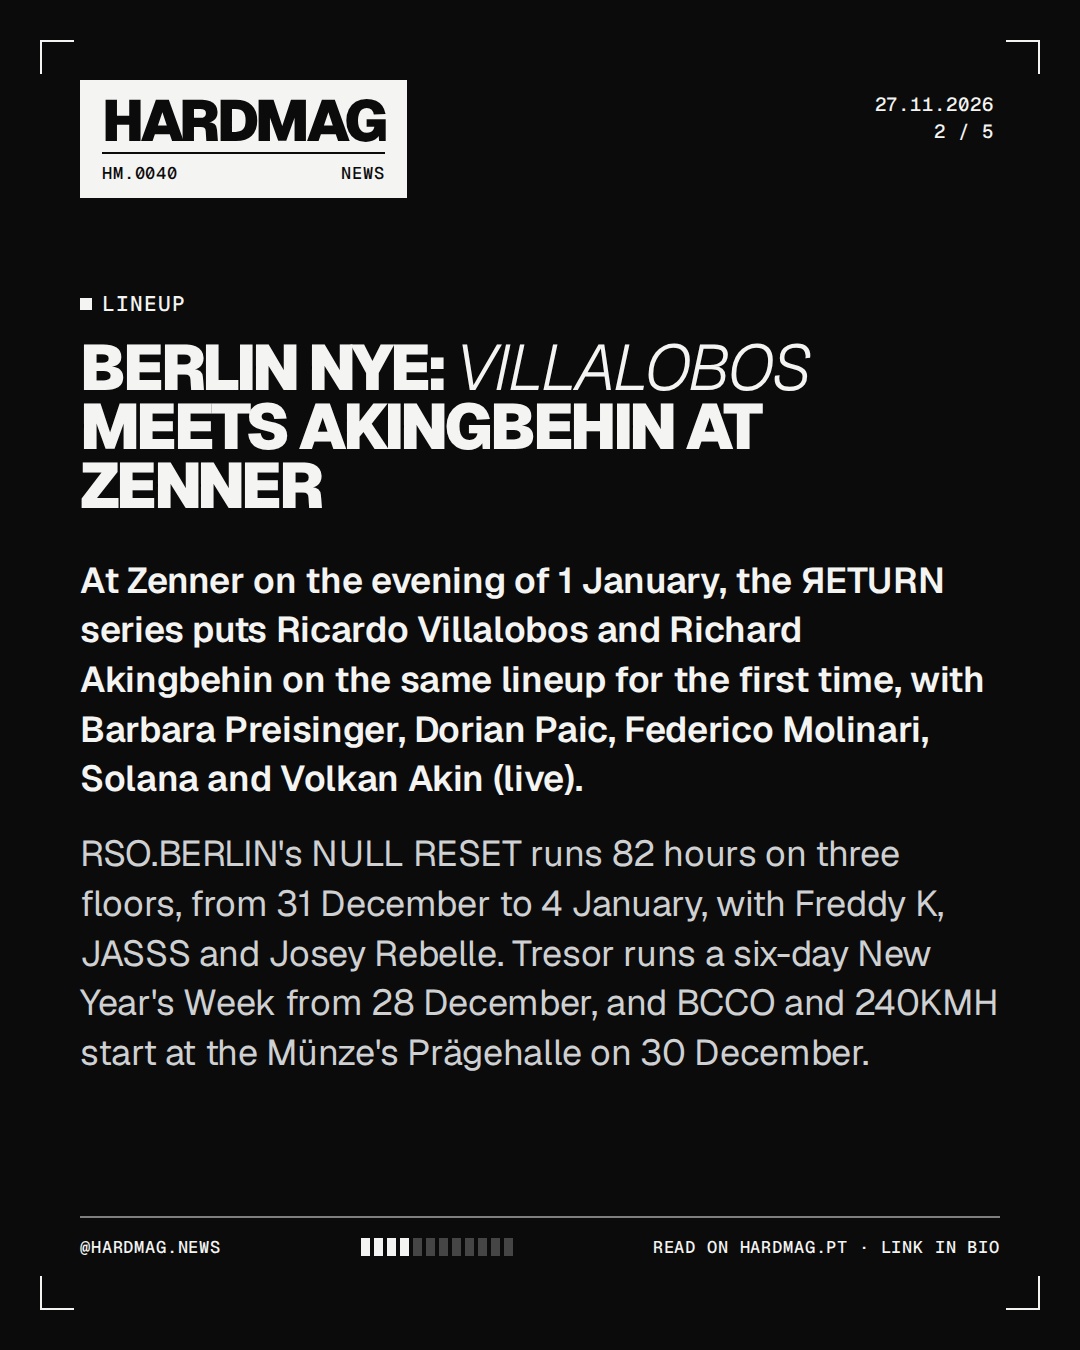 HARDMAG
HM.0040 NEWS
27.11.2026
2 / 5
LINEUP
BERLIN NYE: VILLALOBOS
MEETS AKINGBEHIN AT
ZENNER
At Zenner on the evening of 1 January, the ЯETURN
series puts Ricardo Villalobos and Richard
Akingbehin on the same lineup for the first time, with
Barbara Preisinger, Dorian Paic, Federico Molinari,
Solana and Volkan Akin (live).
RSO.BERLIN's NULL RESET runs 82 hours on three
floors, from 31 December to 4 January, with Freddy K,
JASSS and Josey Rebelle. Tresor runs a six-day New
Year's Week from 28 December, and BCCO and 240KMH
start at the Münze's Prägehalle on 30 December.
@HARDMAG.NEWS
READ ON HARDMAG.PT · LINK IN BIO